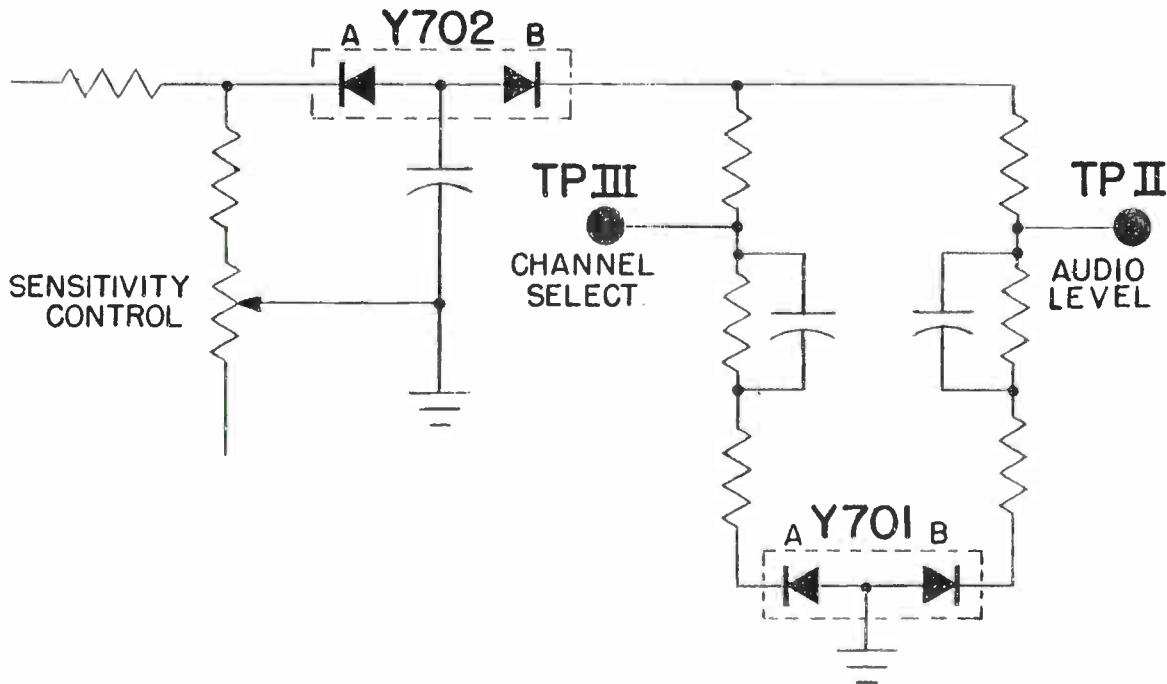 A Y702 B
TP III
CHANNEL
SELECT.
TP II
AUDIO
LEVEL
SENSITIVITY
CONTROL
A Y701 B